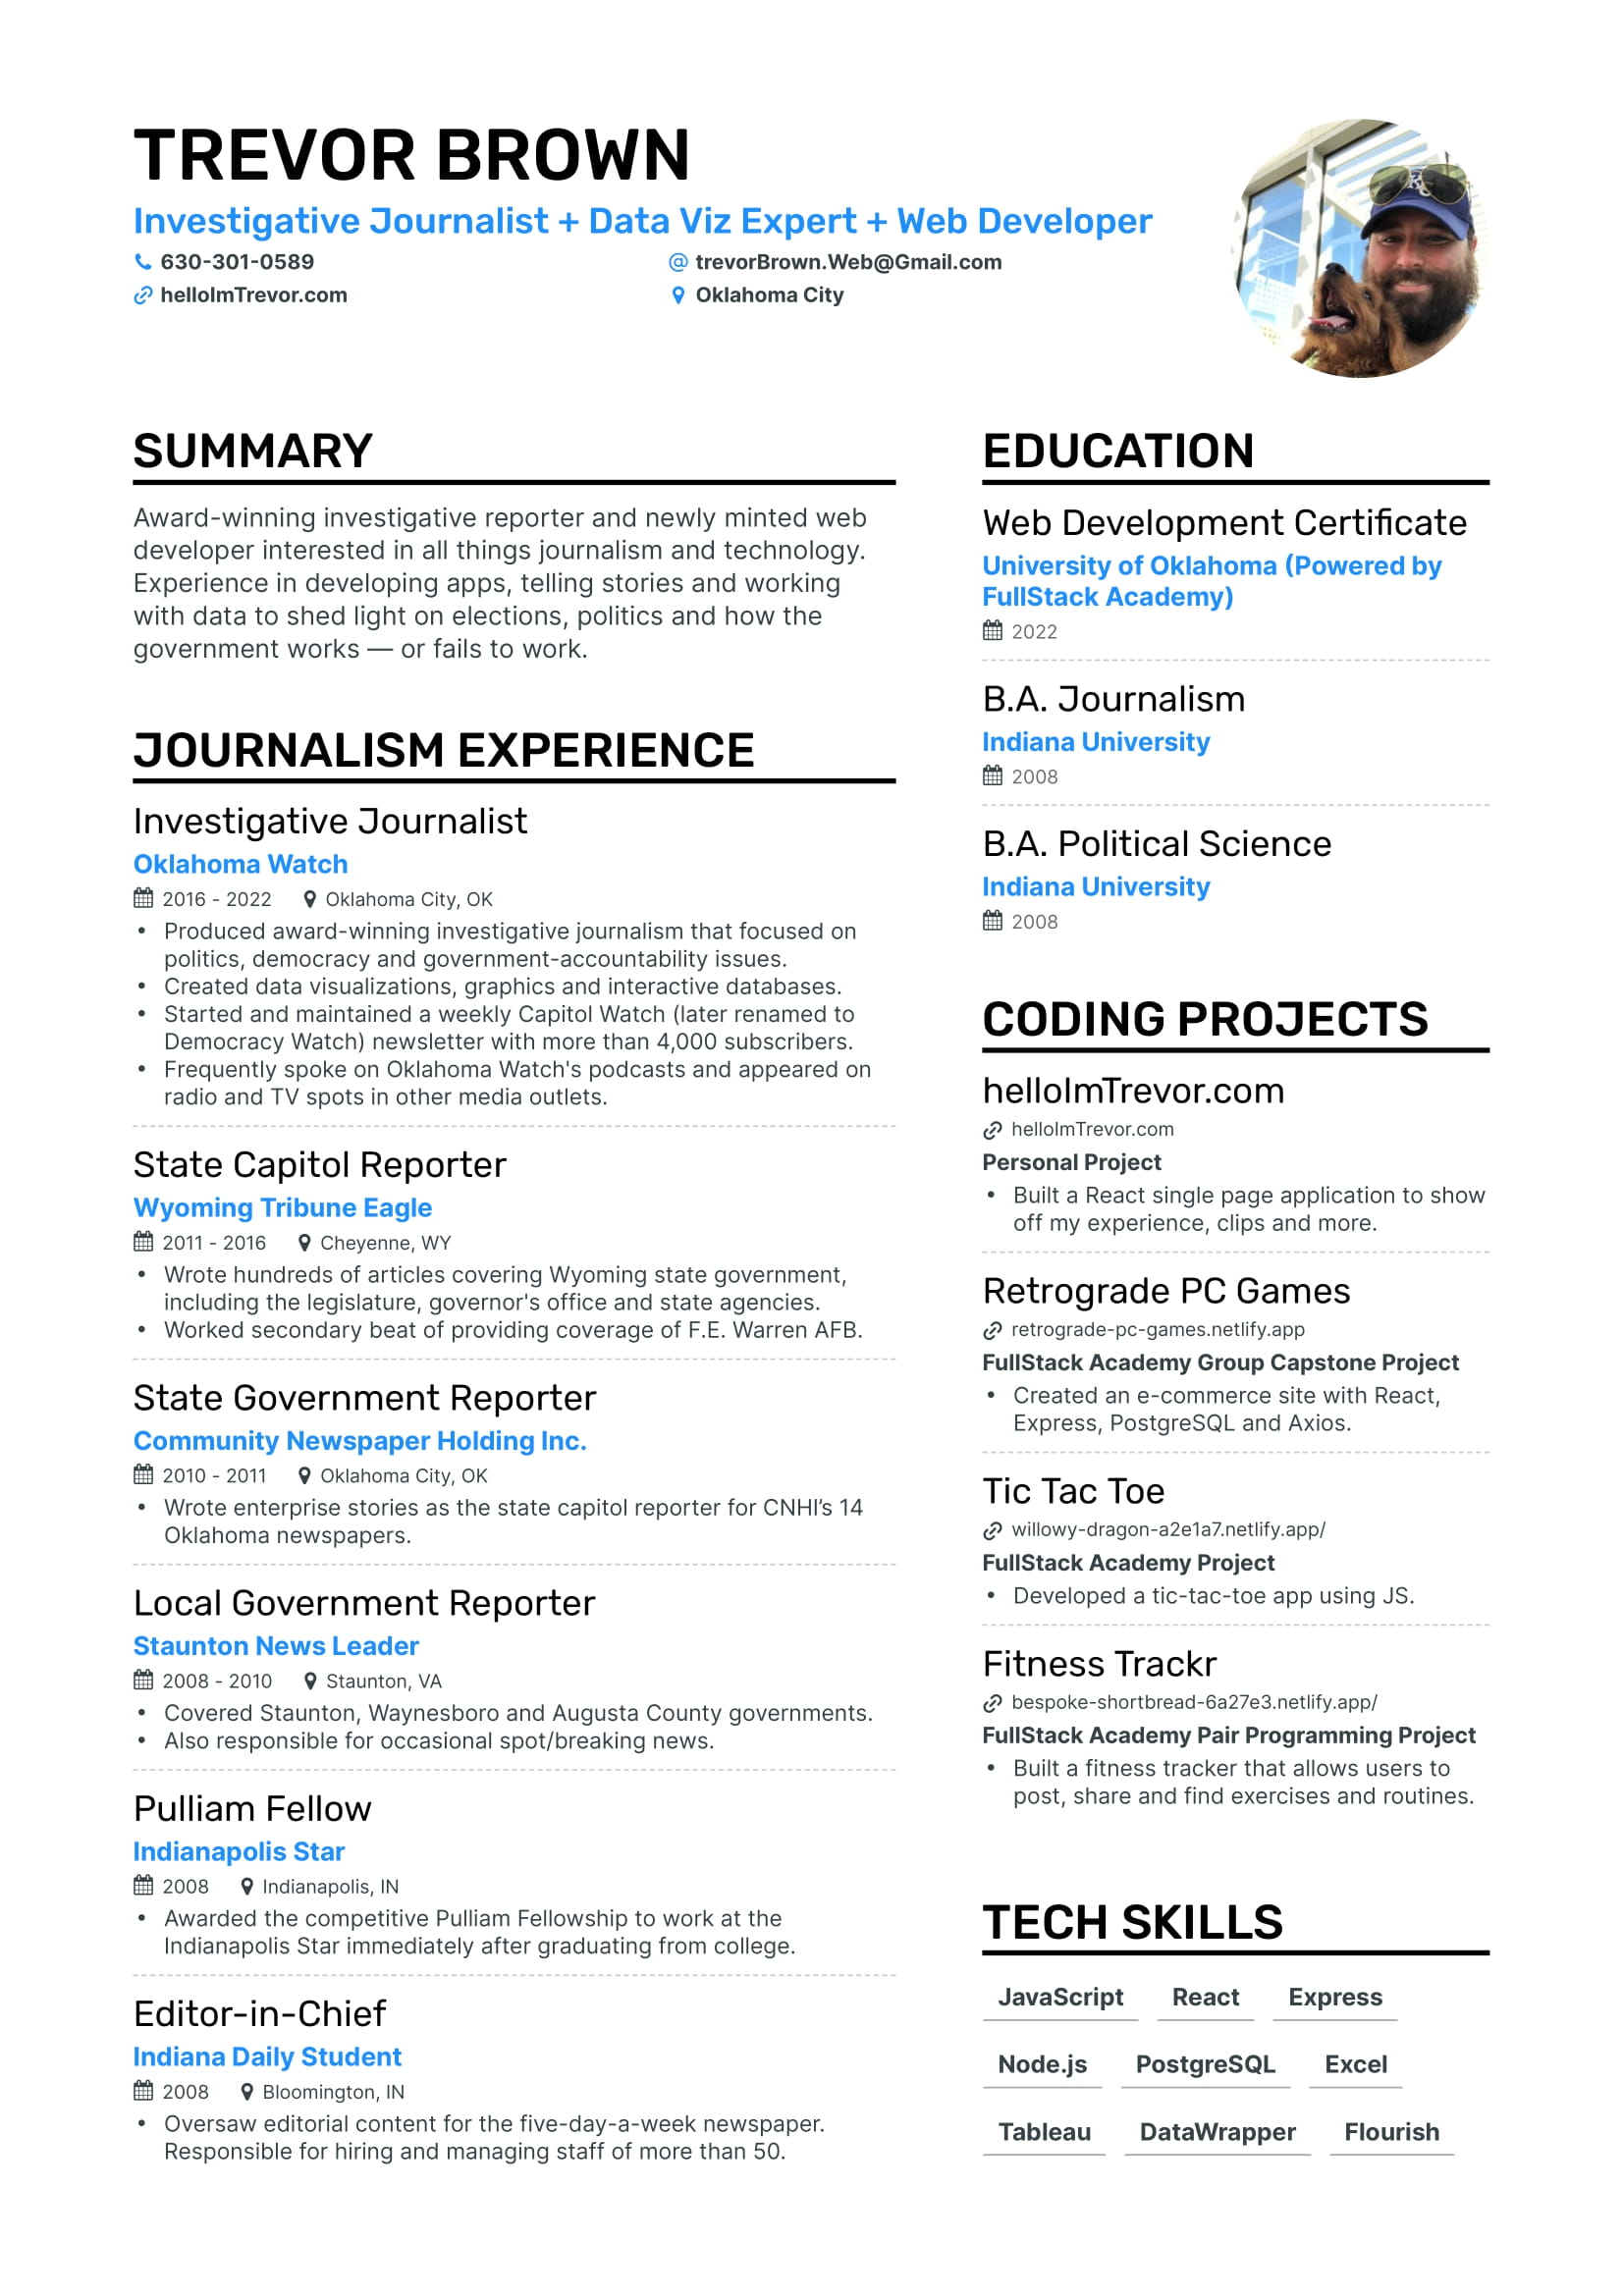 TREVOR BROWN
Investigative Journalist + Data Viz Expert + Web Developer
630-301-0589
trevorBrown.Web@Gmail.com
helloImTrevor.com
Oklahoma City
SUMMARY
Award-winning investigative reporter and newly minted web
developer interested in all things journalism and technology.
Experience in developing apps, telling stories and working
with data to shed light on elections, politics and how the
government works — or fails to work.
JOURNALISM EXPERIENCE
Investigative Journalist
Oklahoma Watch
2016 - 2022 Oklahoma City, OK
• Produced award-winning investigative journalism that focused on
politics, democracy and government-accountability issues.
• Created data visualizations, graphics and interactive databases.
• Started and maintained a weekly Capitol Watch (later renamed to
Democracy Watch) newsletter with more than 4,000 subscribers.
• Frequently spoke on Oklahoma Watch's podcasts and appeared on
radio and TV spots in other media outlets.
State Capitol Reporter
Wyoming Tribune Eagle
2011 - 2016 Cheyenne, WY
• Wrote hundreds of articles covering Wyoming state government,
including the legislature, governor's office and state agencies.
• Worked secondary beat of providing coverage of F.E. Warren AFB.
State Government Reporter
Community Newspaper Holding Inc.
2010 - 2011 Oklahoma City, OK
• Wrote enterprise stories as the state capitol reporter for CNHI’s 14
Oklahoma newspapers.
Local Government Reporter
Staunton News Leader
2008 - 2010 Staunton, VA
• Covered Staunton, Waynesboro and Augusta County governments.
• Also responsible for occasional spot/breaking news.
Pulliam Fellow
Indianapolis Star
2008 Indianapolis, IN
• Awarded the competitive Pulliam Fellowship to work at the
Indianapolis Star immediately after graduating from college.
Editor-in-Chief
Indiana Daily Student
2008 Bloomington, IN
• Oversaw editorial content for the five-day-a-week newspaper.
Responsible for hiring and managing staff of more than 50.
EDUCATION
Web Development Certificate
University of Oklahoma (Powered by
FullStack Academy)
2022
B.A. Journalism
Indiana University
2008
B.A. Political Science
Indiana University
2008
CODING PROJECTS
helloImTrevor.com
helloImTrevor.com
Personal Project
• Built a React single page application to show
off my experience, clips and more.
Retrograde PC Games
retrograde-pc-games.netlify.app
FullStack Academy Group Capstone Project
• Created an e-commerce site with React,
Express, PostgreSQL and Axios.
Tic Tac Toe
willowy-dragon-a2e1a7.netlify.app/
FullStack Academy Project
• Developed a tic-tac-toe app using JS.
Fitness Trackr
bespoke-shortbread-6a27e3.netlify.app/
FullStack Academy Pair Programming Project
• Built a fitness tracker that allows users to
post, share and find exercises and routines.
TECH SKILLS
JavaScript React Express
Node.js PostgreSQL Excel
Tableau DataWrapper Flourish